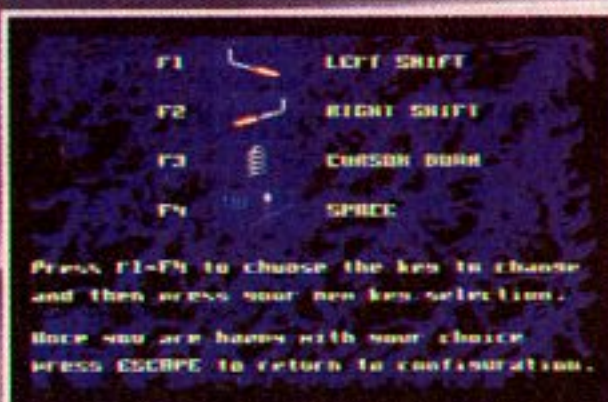 F1 LEFT SHIFT
F2 RIGHT SHIFT
F3 CURSOR DOWN
F4 SPACE
Press F1-F4 to choose the key to change
and then press your new key selection.
Once you are happy with your choice
press ESCAPE to return to configuration.